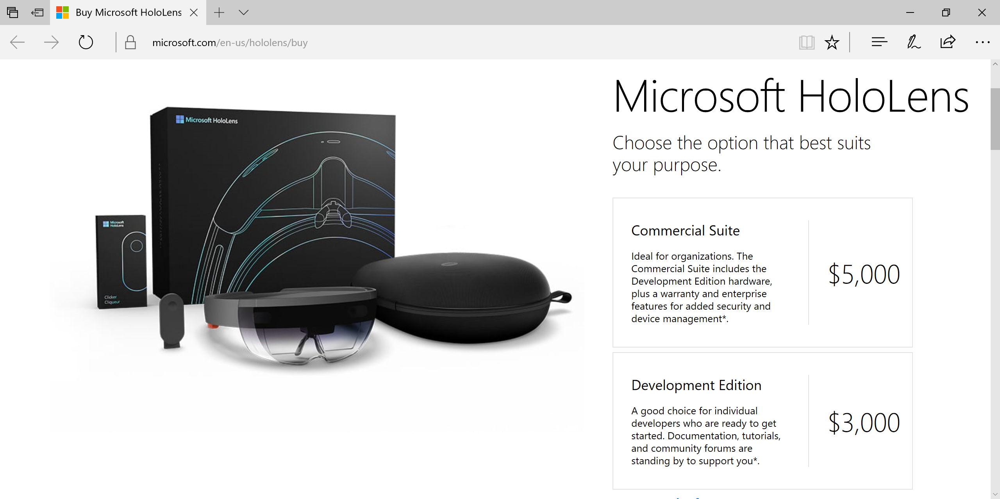 Buy Microsoft HoloLens
microsoft.com/en-us/hololens/buy
Microsoft HoloLens
Microsoft
HoloLens
Clicker
Cliqueur
Microsoft HoloLens
Choose the option that best suits
your purpose.
Commercial Suite
Ideal for organizations. The
Commercial Suite includes the
Development Edition hardware,
plus a warranty and enterprise
features for added security and
device management*.
$5,000
Development Edition
A good choice for individual
developers who are ready to get
started. Documentation, tutorials,
and community forums are
standing by to support you*.
$3,000